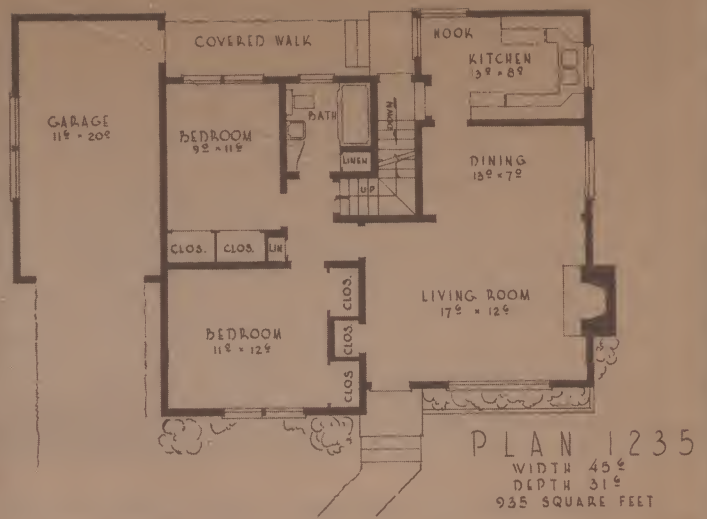 COVERED WALK
NOOK
KITCHEN
13⁰ × 8⁰
GARAGE
11⁶ × 20⁰
BEDROOM
9⁰ × 11⁶
BATH
DOWN
LINEN
UP
DINING
13⁰ × 7⁰
CLOS.
CLOS.
LIN
BEDROOM
11⁶ × 12⁶
CLOS.
CLOS.
CLOS.
LIVING ROOM
17⁶ × 12⁶
PLAN 1235
WIDTH 45⁶
DEPTH 31⁶
935 SQUARE FEET